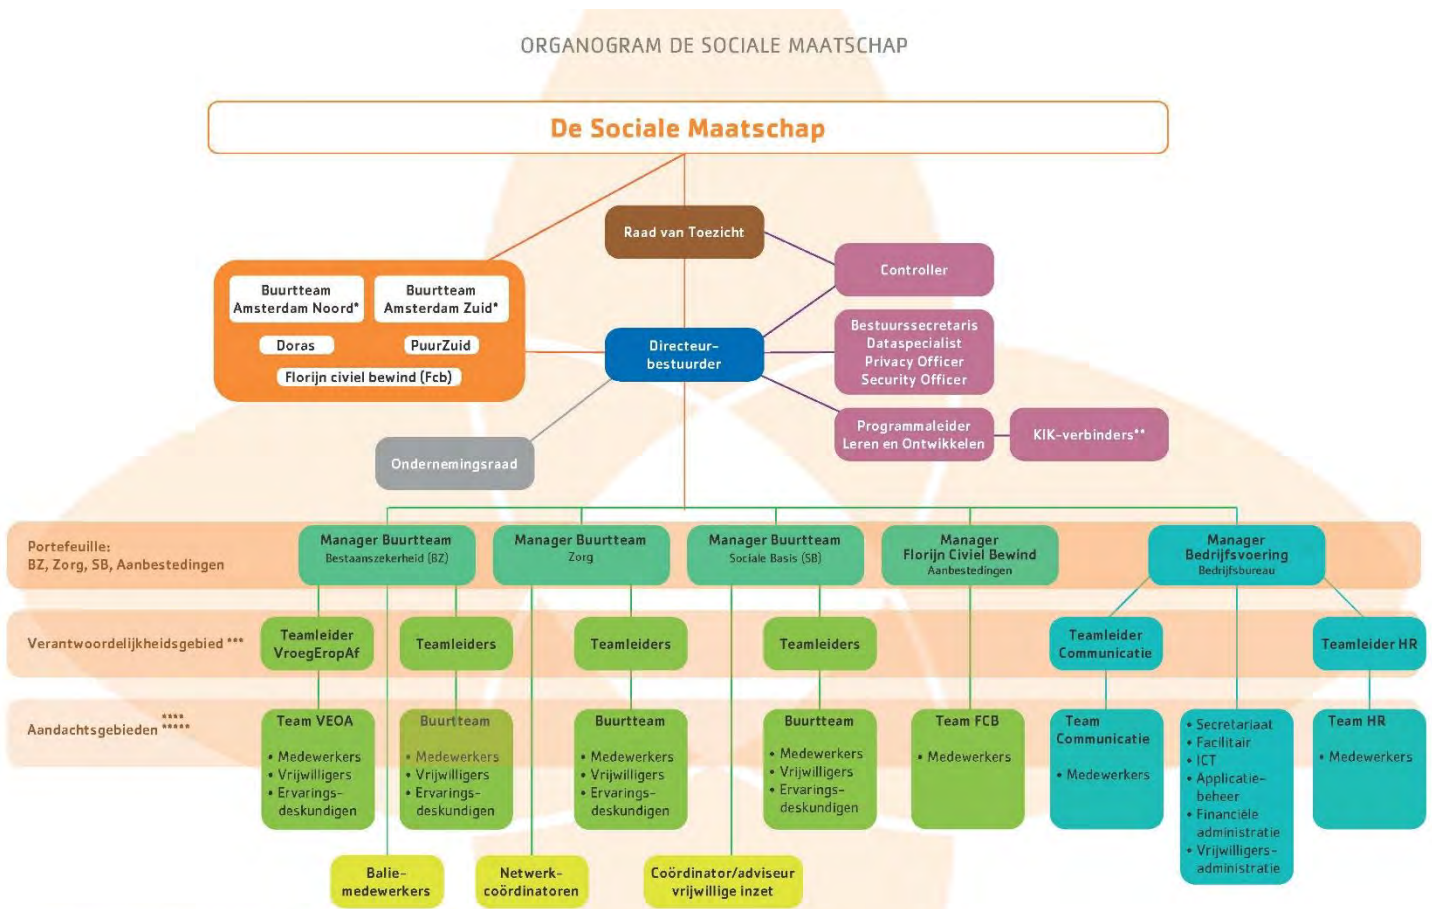 ORGANOGRAM DE SOCIALE MAATSCHAP
De Sociale Maatschap
Raad van Toezicht
Controller
Buurtteam
Amsterdam Noord*
Buurtteam
Amsterdam Zuid*
Doras
PuurZuid
Florijn civiel bewind (Fcb)
Directeur-
bestuurder
Bestuurssecretaris
Dataspecialist
Privacy Officer
Security Officer
Programmaleider
Leren en Ontwikkelen
KIK-verbinders**
Ondernemingsraad
Portefeuille:
BZ, Zorg, SB, Aanbestedingen
Manager Buurtteam
Bestaanszekerheid (BZ)
Manager Buurtteam
Zorg
Manager Buurtteam
Sociale Basis (SB)
Manager
Florijn Civiel Bewind
Aanbestedingen
Manager
Bedrijfsvoering
Bedrijfsbureau
Verantwoordelijkheidsgebied ***
Teamleider
VroegEropAf
Teamleiders
Teamleiders
Teamleiders
Teamleider
Communicatie
Teamleider HR
Aandachtsgebieden ****
*****
Team VEOA
• Medewerkers
• Vrijwilligers
• Ervarings-
deskundigen
Buurtteam
• Medewerkers
• Vrijwilligers
• Ervarings-
deskundigen
Buurtteam
• Medewerkers
• Vrijwilligers
• Ervarings-
deskundigen
Buurtteam
• Medewerkers
• Vrijwilligers
• Ervarings-
deskundigen
Team FCB
• Medewerkers
Team
Communicatie
• Medewerkers
• Secretariaat
• Facilitair
• ICT
• Applicatie-
beheer
• Financiële
administratie
• Vrijwilligers-
administratie
Team HR
• Medewerkers
Balie-
medewerkers
Netwerk-
coördinatoren
Coördinator/adviseur
vrijwillige inzet